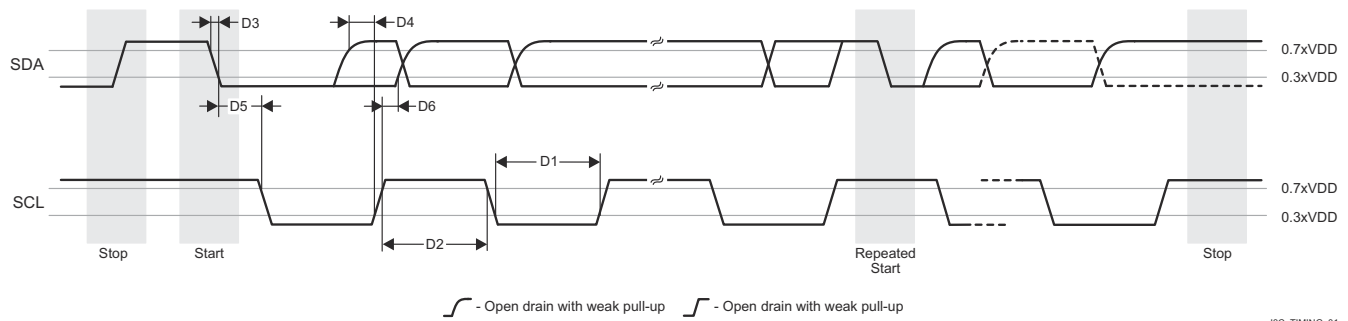 D3
D4
SDA
0.7xVDD
0.3xVDD
D5
D6
D1
SCL
0.7xVDD
0.3xVDD
D2
Stop
Start
Repeated
Start
Stop
- Open drain with weak pull-up
- Open drain with weak pull-up